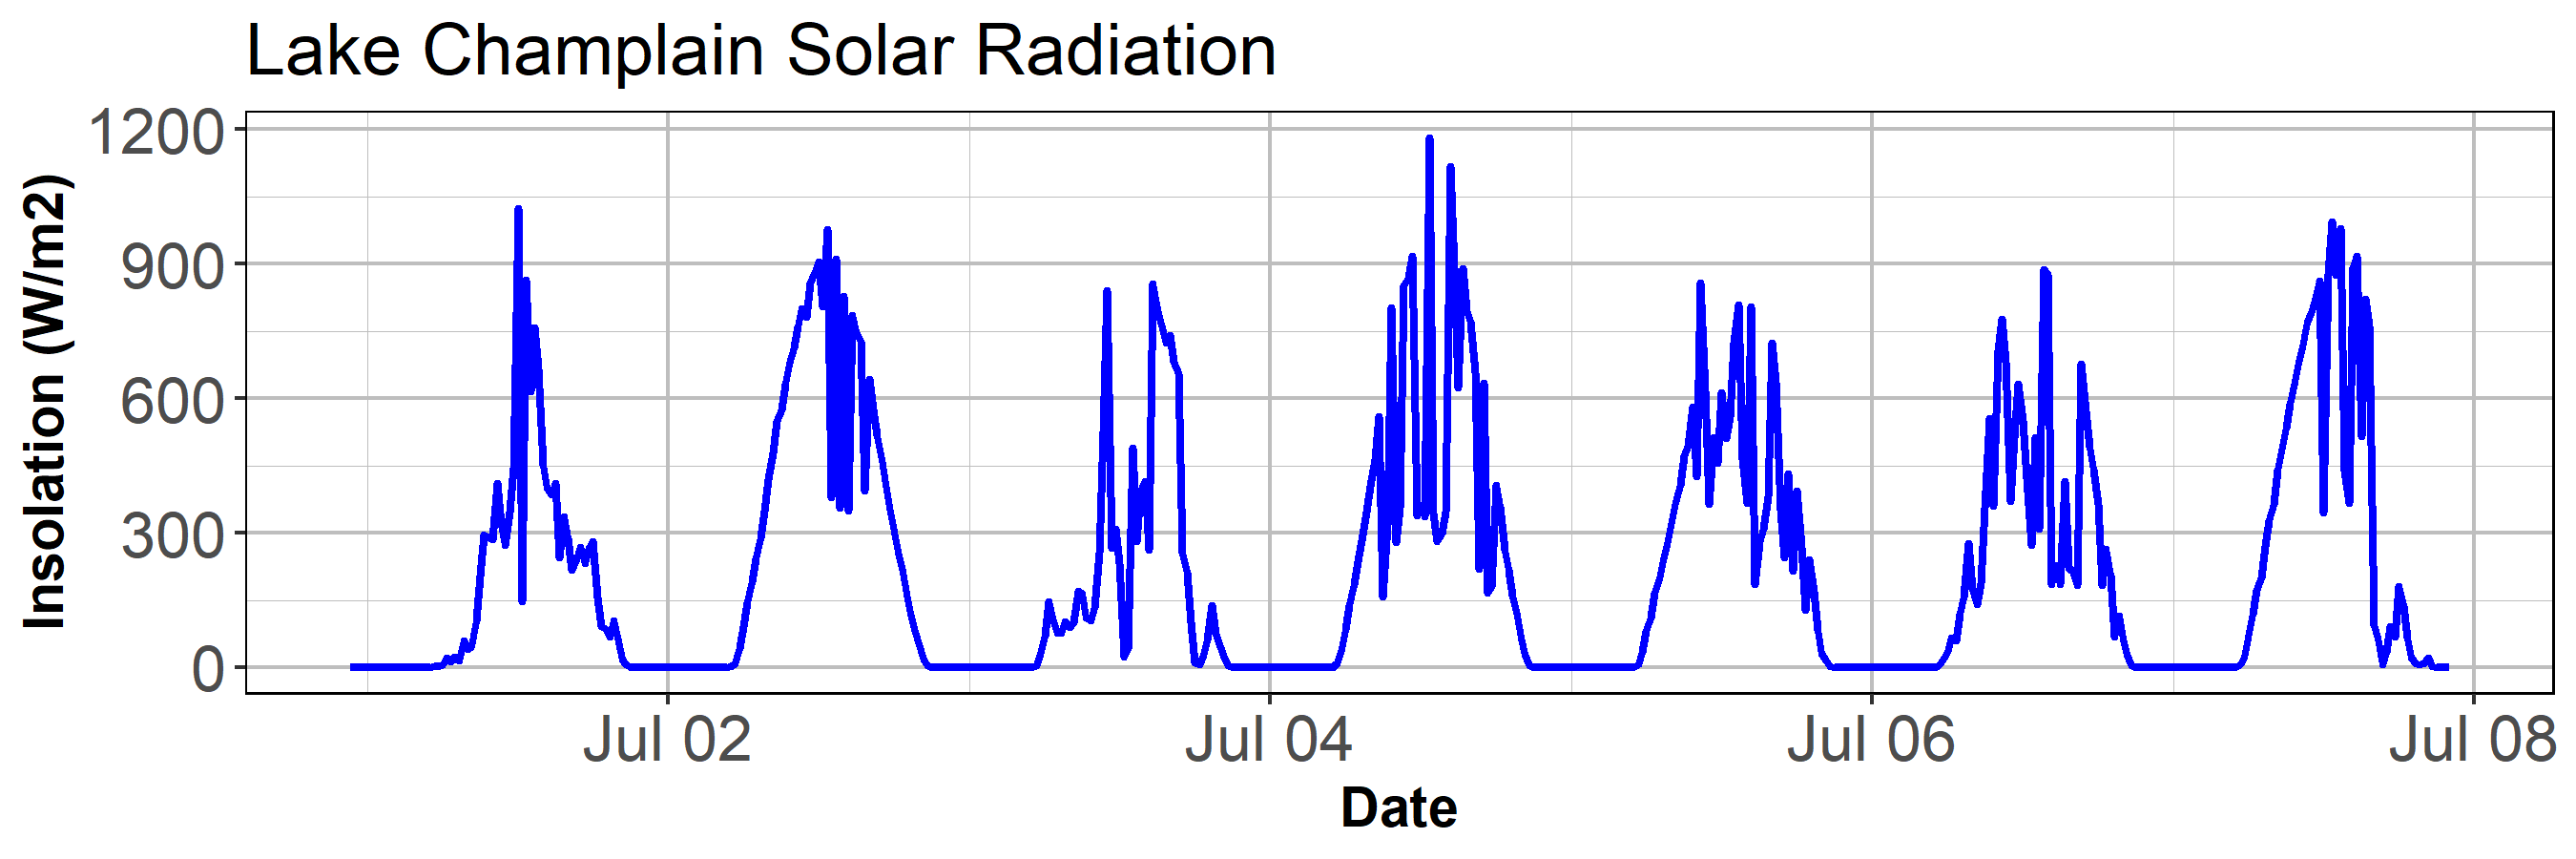 Lake Champlain Solar Radiation
Insolation (W/m2)
1200
900
600
300
0
Jul 02
Jul 04
Jul 06
Jul 08
Date